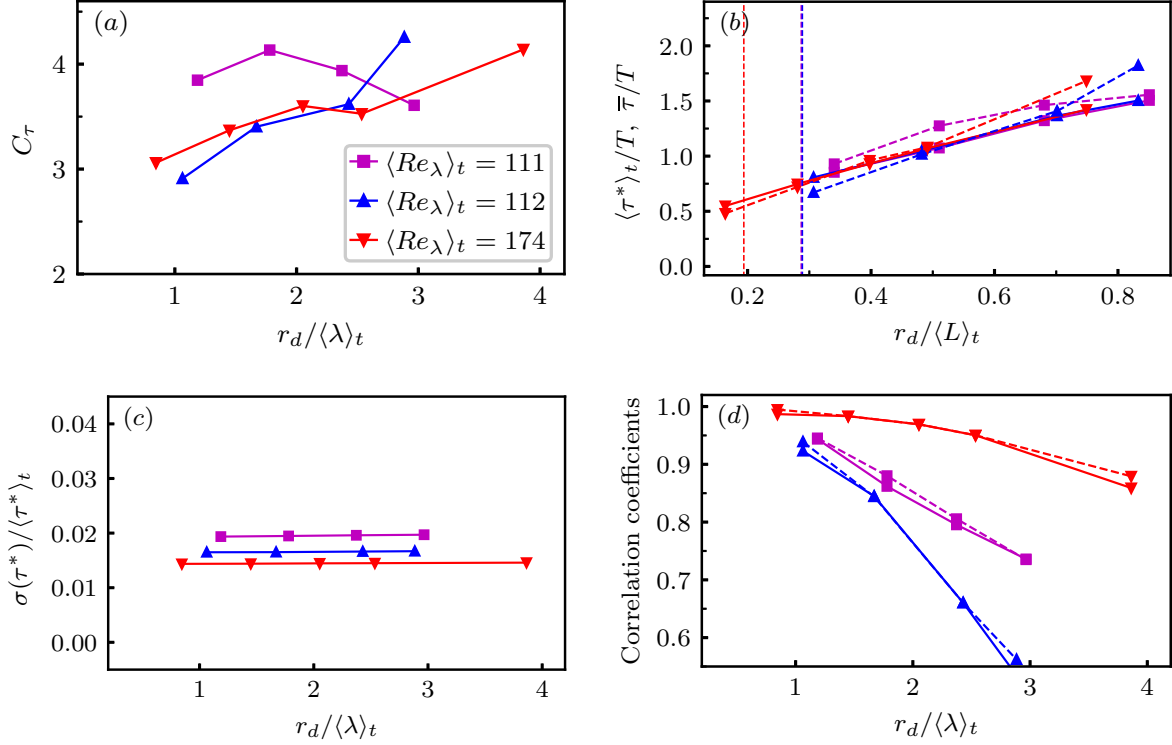 (a)
C_τ
4
3
2
⟨Re_λ⟩_t = 111
⟨Re_λ⟩_t = 112
⟨Re_λ⟩_t = 174
1 2 3 4
r_d/⟨λ⟩_t
(b)
⟨τ*⟩_t/T, τ̅/T
2.0
1.5
1.0
0.5
0.0
0.2 0.4 0.6 0.8
r_d/⟨L⟩_t
(c)
σ(τ*)/⟨τ*⟩_t
0.04
0.03
0.02
0.01
0.00
1 2 3 4
r_d/⟨λ⟩_t
(d)
Correlation coefficients
1.0
0.9
0.8
0.7
0.6
1 2 3 4
r_d/⟨λ⟩_t